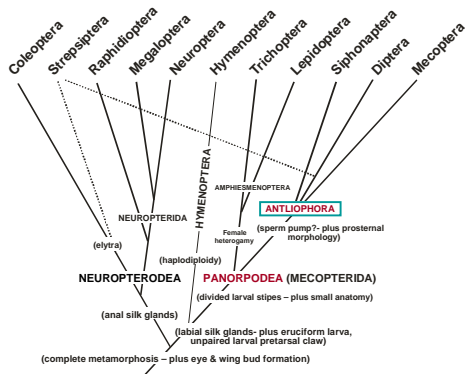 Coleoptera
Strepsiptera
Raphidioptera
Megaloptera
Neuroptera
Hymenoptera
Trichoptera
Lepidoptera
Siphonaptera
Diptera
Mecoptera
HYMENOPTERA
AMPHIESMENOPTERA
ANTLIOPHORA
NEUROPTERIDA
Female
heterogamy
(sperm pump?- plus prosternal
morphology)
(elytra)
(haplodiploidy)
NEUROPTERODEA
PANORPODEA (MECOPTERIDA)
(divided larval stipes – plus small anatomy)
(anal silk glands)
(labial silk glands- plus eruciform larva,
unpaired larval pretarsal claw)
(complete metamorphosis – plus eye & wing bud formation)